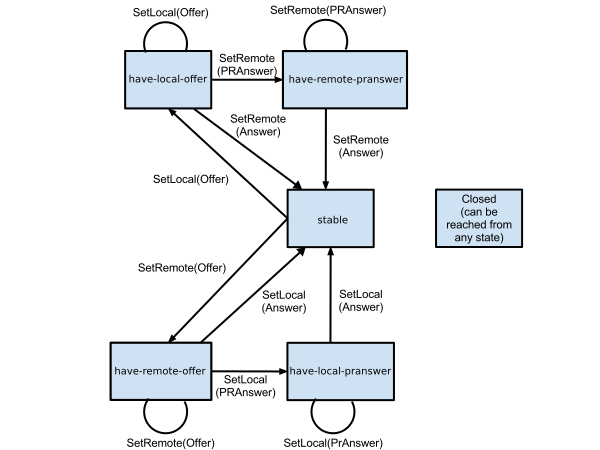 SetLocal(Offer)
SetRemote(PRAnswer)
have-local-offer
SetRemote
(PRAnswer)
have-remote-pranswer
SetRemote
(Answer)
SetRemote
(Answer)
SetLocal(Offer)
stable
Closed
(can be
reached from
any state)
SetRemote(Offer)
SetLocal
(Answer)
SetLocal
(Answer)
have-remote-offer
SetLocal
(PRAnswer)
have-local-pranswer
SetRemote(Offer)
SetLocal(PrAnswer)